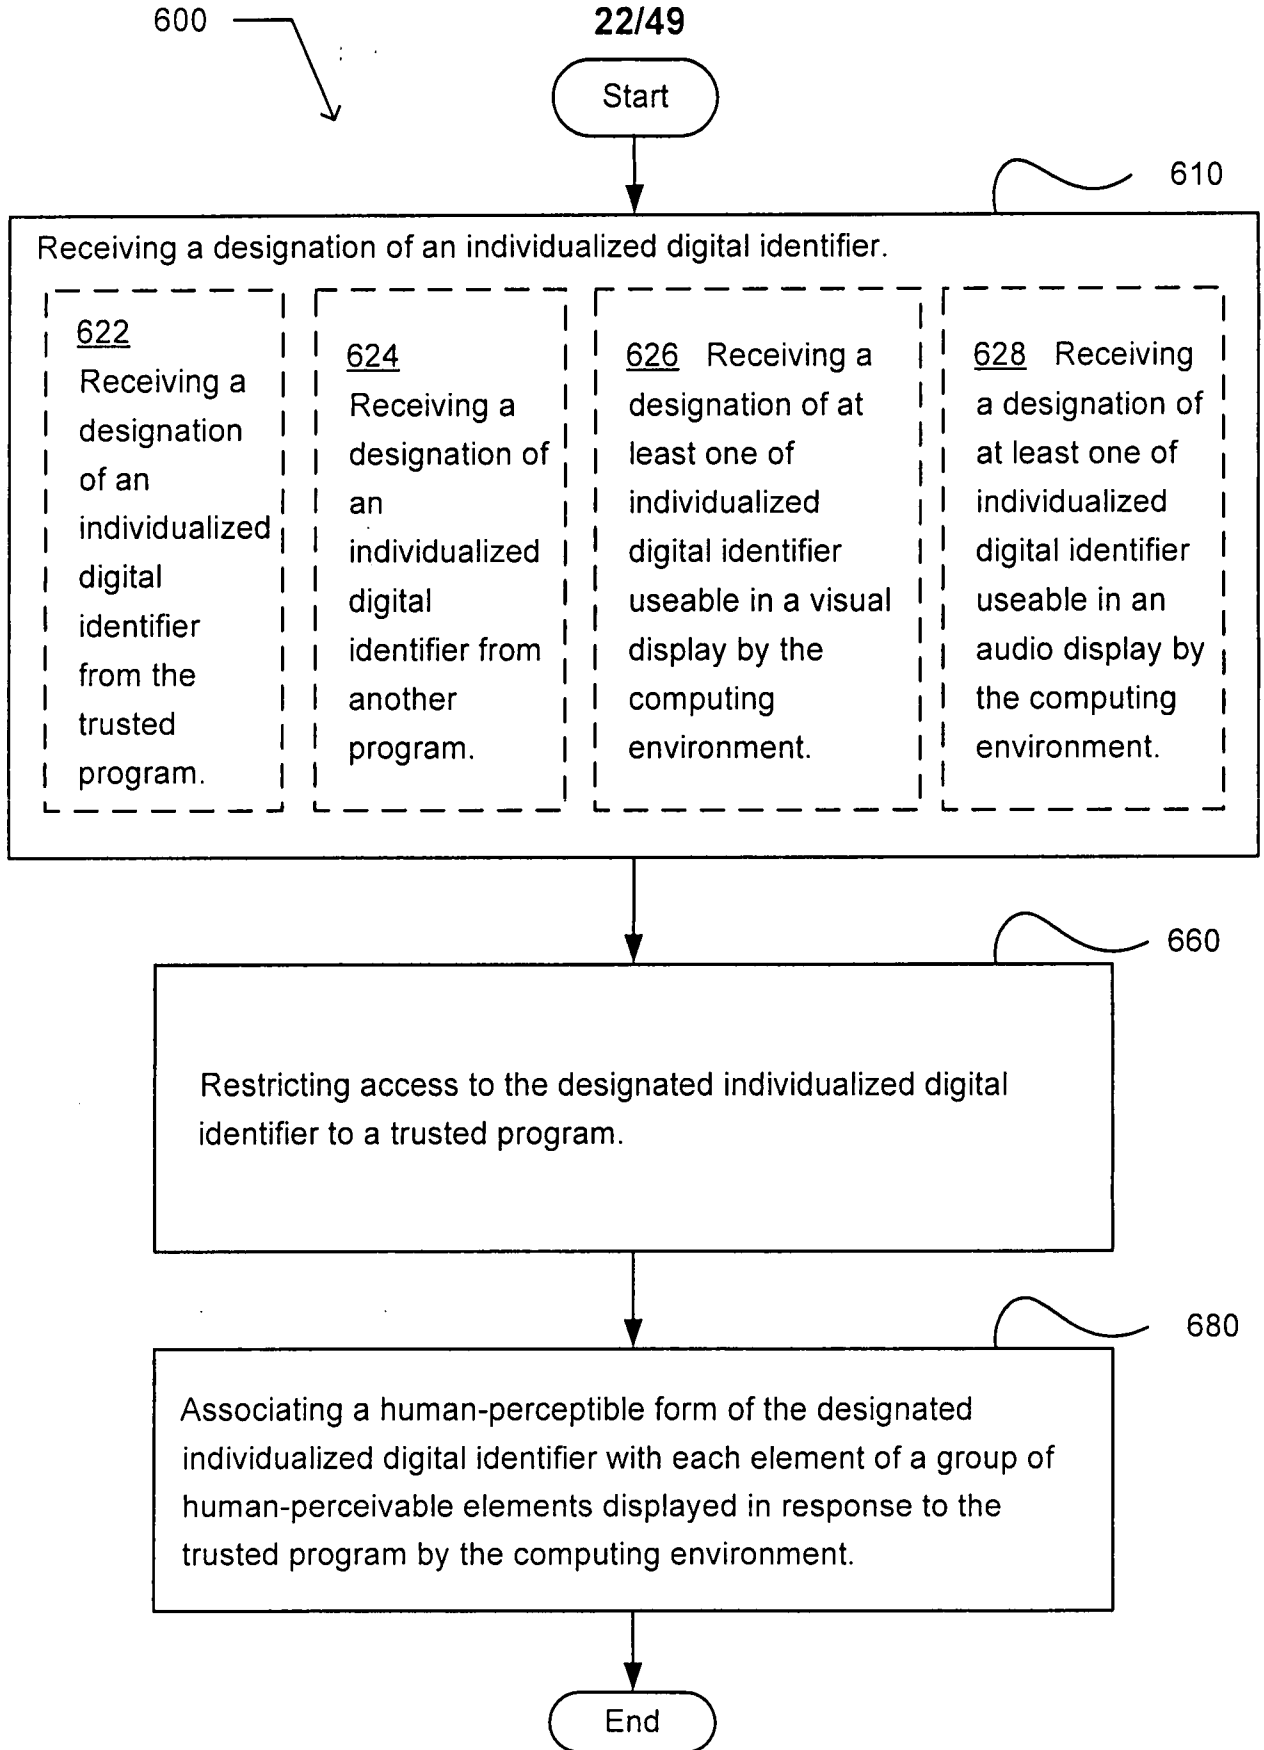 600
22/49
Start
610
Receiving a designation of an individualized digital identifier.
622
Receiving a
designation
of an
individualized
digital
identifier
from the
trusted
program.
624
Receiving a
designation of
an
individualized
digital
identifier from
another
program.
626 Receiving a
designation of at
least one of
individualized
digital identifier
useable in a visual
display by the
computing
environment.
628 Receiving
a designation of
at least one of
individualized
digital identifier
useable in an
audio display by
the computing
environment.
660
Restricting access to the designated individualized digital
identifier to a trusted program.
680
Associating a human-perceptible form of the designated
individualized digital identifier with each element of a group of
human-perceivable elements displayed in response to the
trusted program by the computing environment.
End